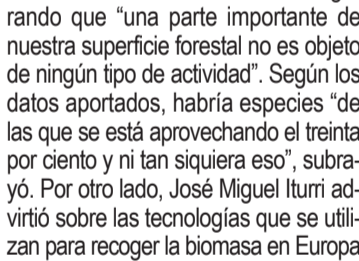 rando que “una parte importante de
nuestra superficie forestal no es objeto
de ningún tipo de actividad”. Según los
datos aportados, habría especies “de
las que se está aprovechando el treinta
por ciento y ni tan siquiera eso”, subra-
yó. Por otro lado, José Miguel Iturri ad-
virtió sobre las tecnologías que se utili-
zan para recoger la biomasa en Europa